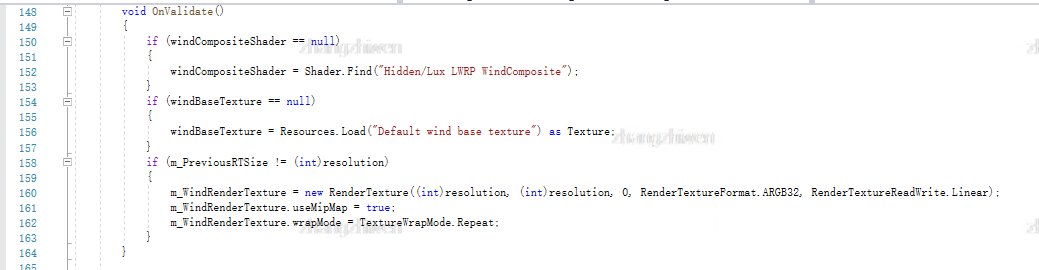 148 void OnValidate()
149 {
150 if (windCompositeShader == null)
151 {
152 windCompositeShader = Shader.Find("Hidden/Lux LWRP WindComposite");
153 }
154 if (windBaseTexture == null)
155 {
156 windBaseTexture = Resources.Load("Default wind base texture") as Texture;
157 }
158 if (m_PreviousRTSize != (int)resolution)
159 {
160 m_WindRenderTexture = new RenderTexture((int)resolution, (int)resolution, 0, RenderTextureFormat.ARGB32, RenderTextureReadWrite.Linear);
161 m_WindRenderTexture.useMipMap = true;
162 m_WindRenderTexture.wrapMode = TextureWrapMode.Repeat;
163 }
164 }
165
zhangzhiwen
zhangzhiwen
zhangzhiwen